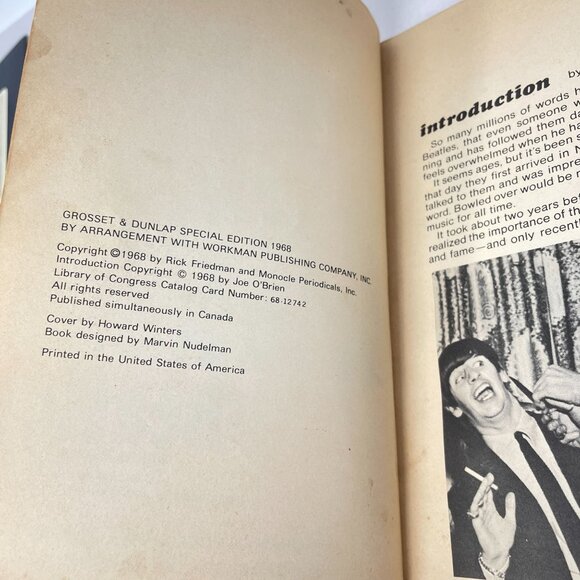 GROSSET & DUNLAP SPECIAL EDITION 1968
BY ARRANGEMENT WITH WORKMAN PUBLISHING COMPANY, INC.
Copyright ©1968 by Rick Friedman and Monocle Periodicals, Inc.
Introduction Copyright © 1968 by Joe O'Brien
Library of Congress Catalog Card Number: 68-12742
All rights reserved
Published simultaneously in Canada
Cover by Howard Winters
Book designed by Marvin Nudelman
Printed in the United States of America
introduction by
So many millions of words h
Beatles, that even someone w
ning and has followed them da
feels overwhelmed when he ha
It seems ages, but it's been s
that day they first arrived in N
talked to them and was impre
word. Bowled over would be m
music for all time.
It took about two years bef
realized the importance of th
and fame—and only recentl